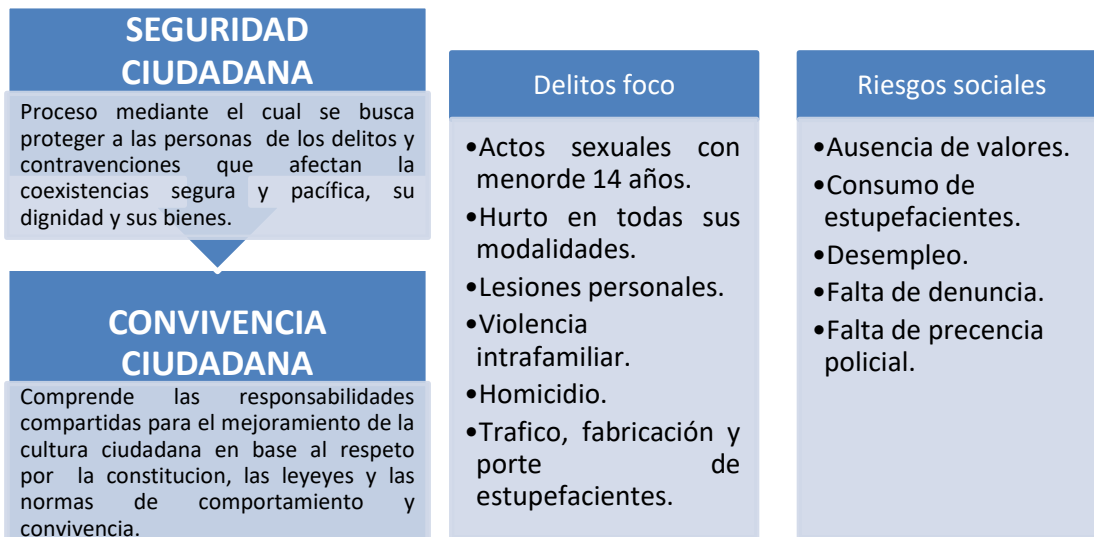 SEGURIDAD
CIUDADANA
Proceso mediante el cual se busca
proteger a las personas de los delitos y
contravenciones que afectan la
coexistencias segura y pacífica, su
dignidad y sus bienes.
CONVIVENCIA
CIUDADANA
Comprende las responsabilidades
compartidas para el mejoramiento de la
cultura ciudadana en base al respeto
por la constitucion, las leyeyes y las
normas de comportamiento y
convivencia.
Delitos foco
•Actos sexuales con
menorde 14 años.
•Hurto en todas sus
modalidades.
•Lesiones personales.
•Violencia
intrafamiliar.
•Homicidio.
•Trafico, fabricación y
porte de
estupefacientes.
Riesgos sociales
•Ausencia de valores.
•Consumo de
estupefacientes.
•Desempleo.
•Falta de denuncia.
•Falta de precencia
policial.